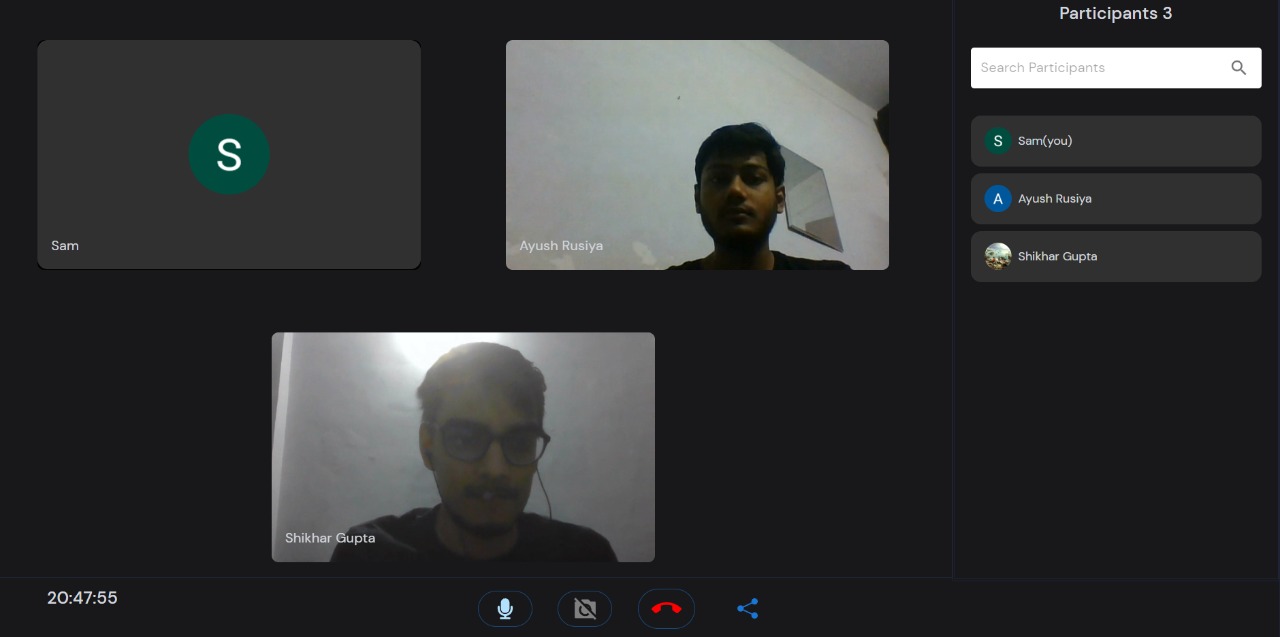 Participants 3
Search Participants
S
Sam
Ayush Rusiya
S Sam(you)
A Ayush Rusiya
Shikhar Gupta
Shikhar Gupta
20:47:55